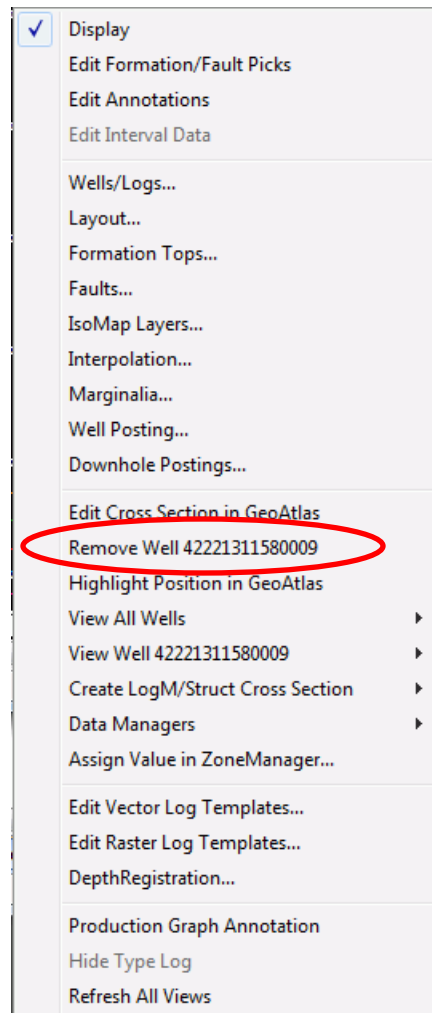 Display
Edit Formation/Fault Picks
Edit Annotations
Edit Interval Data
Wells/Logs...
Layout...
Formation Tops...
Faults...
IsoMap Layers...
Interpolation...
Marginalia...
Well Posting...
Downhole Postings...
Edit Cross Section in GeoAtlas
Remove Well 42221311580009
Highlight Position in GeoAtlas
View All Wells
View Well 42221311580009
Create LogM/Struct Cross Section
Data Managers
Assign Value in ZoneManager...
Edit Vector Log Templates...
Edit Raster Log Templates...
DepthRegistration...
Production Graph Annotation
Hide Type Log
Refresh All Views